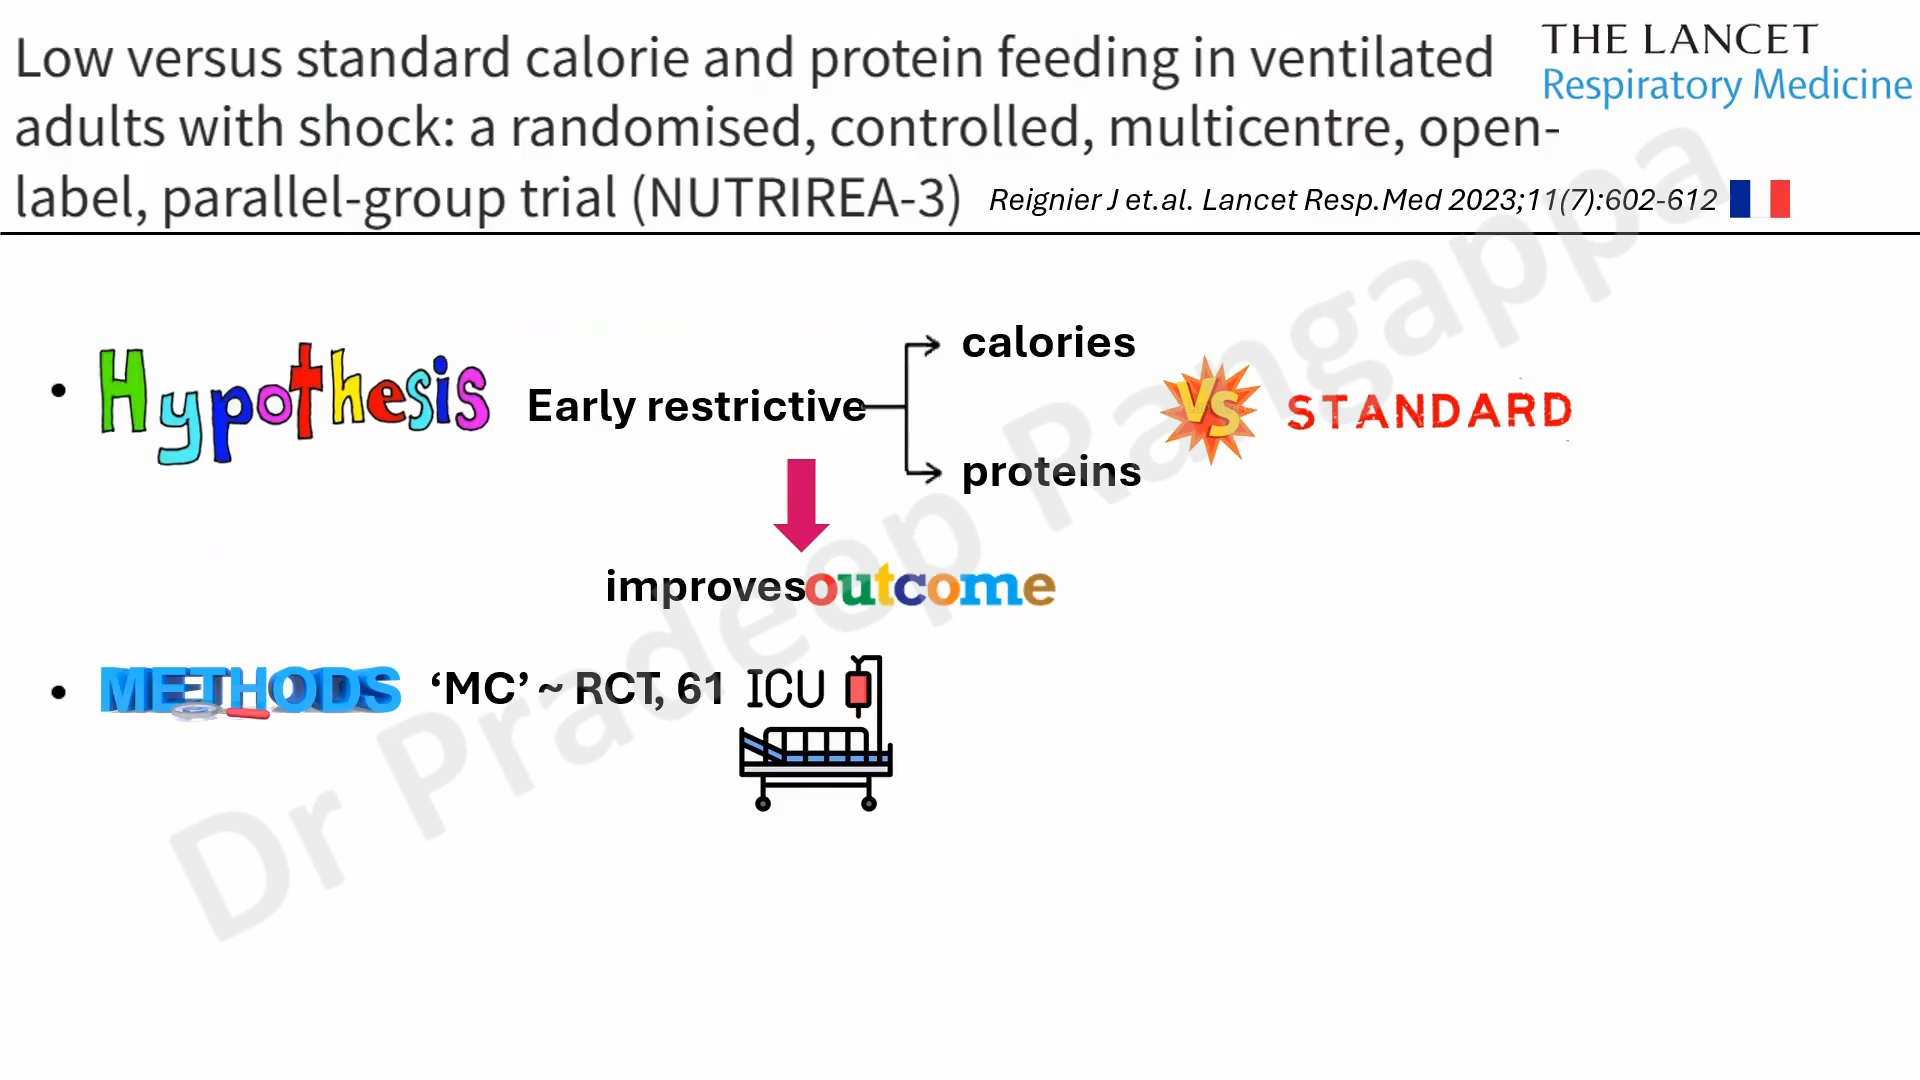 Low versus standard calorie and protein feeding in ventilated
adults with shock: a randomised, controlled, multicentre, open-
label, parallel-group trial (NUTRIREA-3)
Reignier J et.al. Lancet Resp.Med 2023;11(7):602-612
THE LANCET
Respiratory Medicine
• Hypothesis
Early restrictive
calories
proteins
VS
STANDARD
improves outcome
• METHODS ‘MC’ ~ RCT, 61 ICU
Dr Pradeep Rangappa